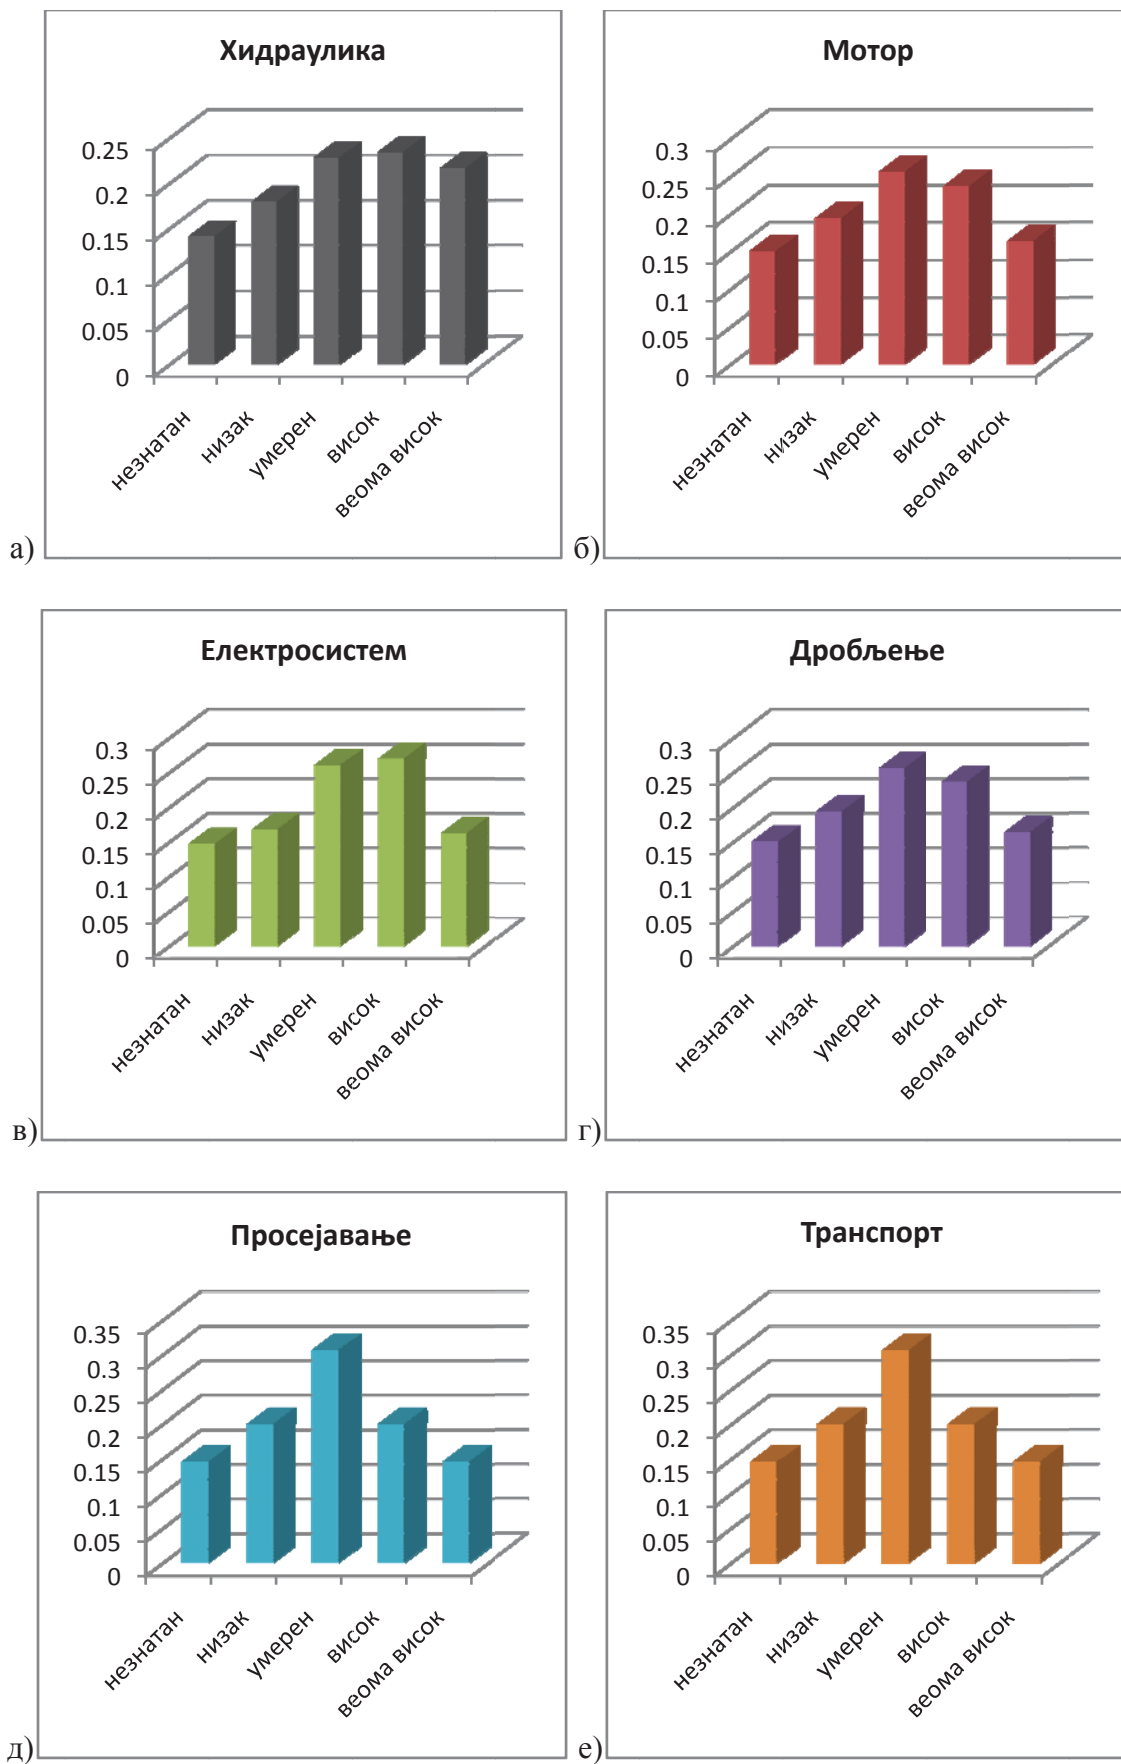 Хидраулика
0.25
0.2
0.15
0.1
0.05
0
незнатан
низак
умерен
висок
веома висок
а)
Мотор
0.3
0.25
0.2
0.15
0.1
0.05
0
незнатан
низак
умерен
висок
веома висок
б)
Електросистем
0.3
0.25
0.2
0.15
0.1
0.05
0
незнатан
низак
умерен
висок
веома висок
в)
Дробљење
0.3
0.25
0.2
0.15
0.1
0.05
0
незнатан
низак
умерен
висок
веома висок
г)
Просејавање
0.35
0.3
0.25
0.2
0.15
0.1
0.05
0
незнатан
низак
умерен
висок
веома висок
д)
Транспорт
0.35
0.3
0.25
0.2
0.15
0.1
0.05
0
незнатан
низак
умерен
висок
веома висок
е)